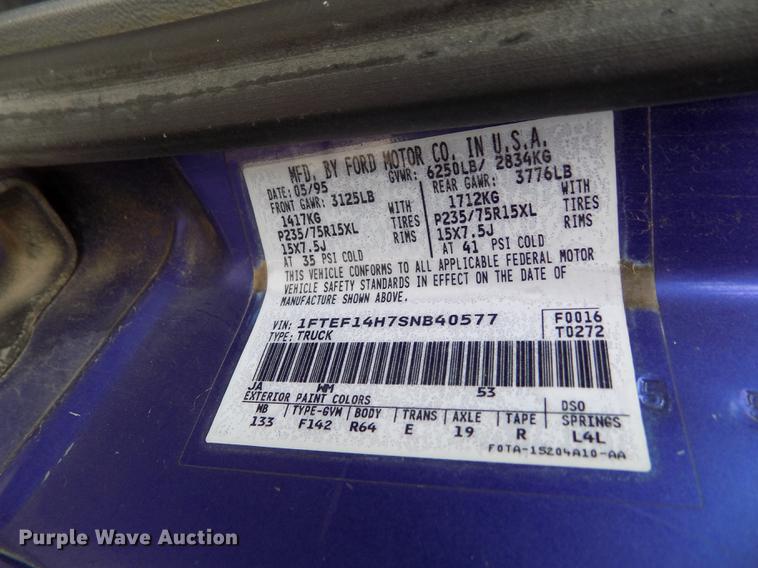 MFD. BY FORD MOTOR CO. IN U.S.A.
DATE: 05/95 GVWR: 6250LB/ 2834KG
FRONT GAWR: 3125LB REAR GAWR: 3776LB
1417KG WITH 1712KG WITH
P235/75R15XL TIRES P235/75R15XL TIRES
15X7.5J RIMS 15X7.5J RIMS
AT 35 PSI COLD AT 41 PSI COLD
THIS VEHICLE CONFORMS TO ALL APPLICABLE FEDERAL MOTOR
VEHICLE SAFETY STANDARDS IN EFFECT ON THE DATE OF
MANUFACTURE SHOWN ABOVE.
VIN: 1FTEF14H7SNB40577 F0016
TYPE: TRUCK T0272
JA WM 53
EXTERIOR PAINT COLORS DSO
WB TYPE-GVM BODY TRANS AXLE TAPE SPRINGS
133 F142 R64 E 19 R L4L
F0TA-15204A10-AA
5
Purple Wave Auction